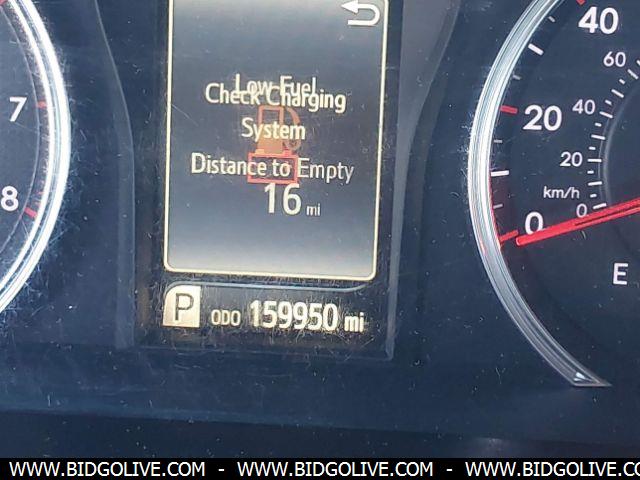 Low Fuel
Check Charging
System
Distance to Empty
16 mi
P ODO 159950 mi
7
8
40
20
0
60
40
20
km/h 0
E
WWW.BIDGOLIVE.COM - WWW.BIDGOLIVE.COM - WWW.BIDGOLIVE.COM